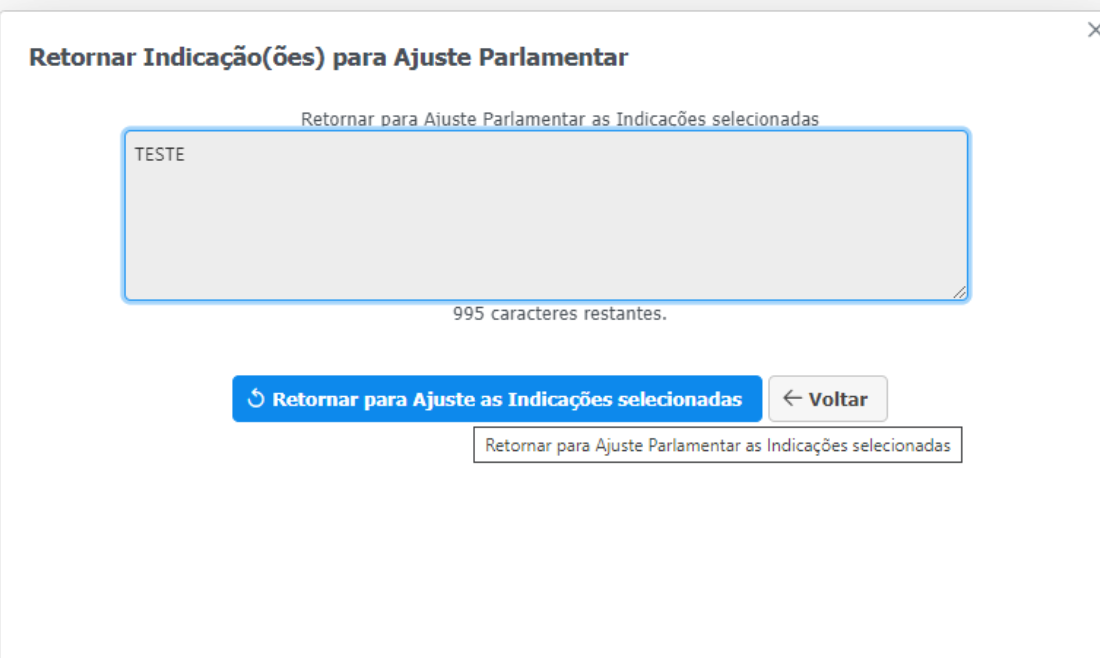 Retornar Indicação(ões) para Ajuste Parlamentar
Retornar para Ajuste Parlamentar as Indicações selecionadas
TESTE
995 caracteres restantes.
Retornar para Ajuste as Indicações selecionadas
Voltar
Retornar para Ajuste Parlamentar as Indicações selecionadas